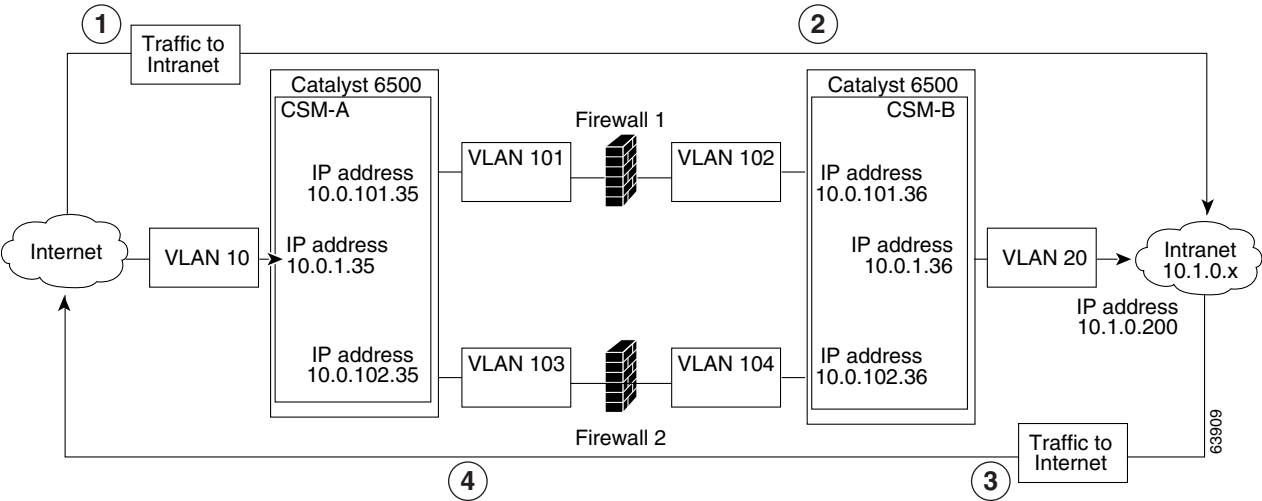 1
2
Traffic to
Intranet
Catalyst 6500
CSM-A
Catalyst 6500
CSM-B
Firewall 1
VLAN 101
VLAN 102
IP address
10.0.101.35
IP address
10.0.101.36
Internet
VLAN 10
IP address
10.0.1.35
IP address
10.0.1.36
VLAN 20
Intranet
10.1.0.x
IP address
10.1.0.200
IP address
10.0.102.35
VLAN 103
VLAN 104
IP address
10.0.102.36
Firewall 2
63909
Traffic to
Internet
4
3